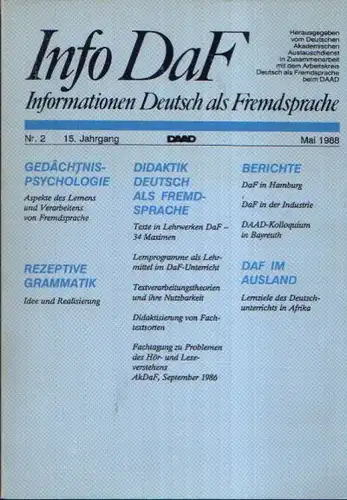 Info DaF
Herausgegeben
vom Deutschen
Akademischen
Austauschdienst
in Zusammenarbeit
mit dem Arbeitskreis
Deutsch als Fremdsprache
beim DAAD
Informationen Deutsch als Fremdsprache
Nr. 2 15. Jahrgang DAAD Mai 1988
GEDÄCHTNIS-
PSYCHOLOGIE
Aspekte des Lernens
und Verarbeitens
von Fremdsprache
REZEPTIVE
GRAMMATIK
Idee und Realisierung
DIDAKTIK
DEUTSCH
ALS FREMD-
SPRACHE
Texte in Lehrwerken DaF –
34 Maximen
Lernprogramme als Lehr-
mittel im DaF-Unterricht
Textverarbeitungstheorien
und ihre Nutzbarkeit
Didaktisierung von Fach-
textsorten
Fachtagung zu Problemen
des Hör- und Lese-
verstehens
AkDaF, September 1986
BERICHTE
DaF in Hamburg
DaF in der Industrie
DAAD-Kolloquium
in Bayreuth
DAF IM
AUSLAND
Lernziele des Deutsch-
unterrichts in Afrika